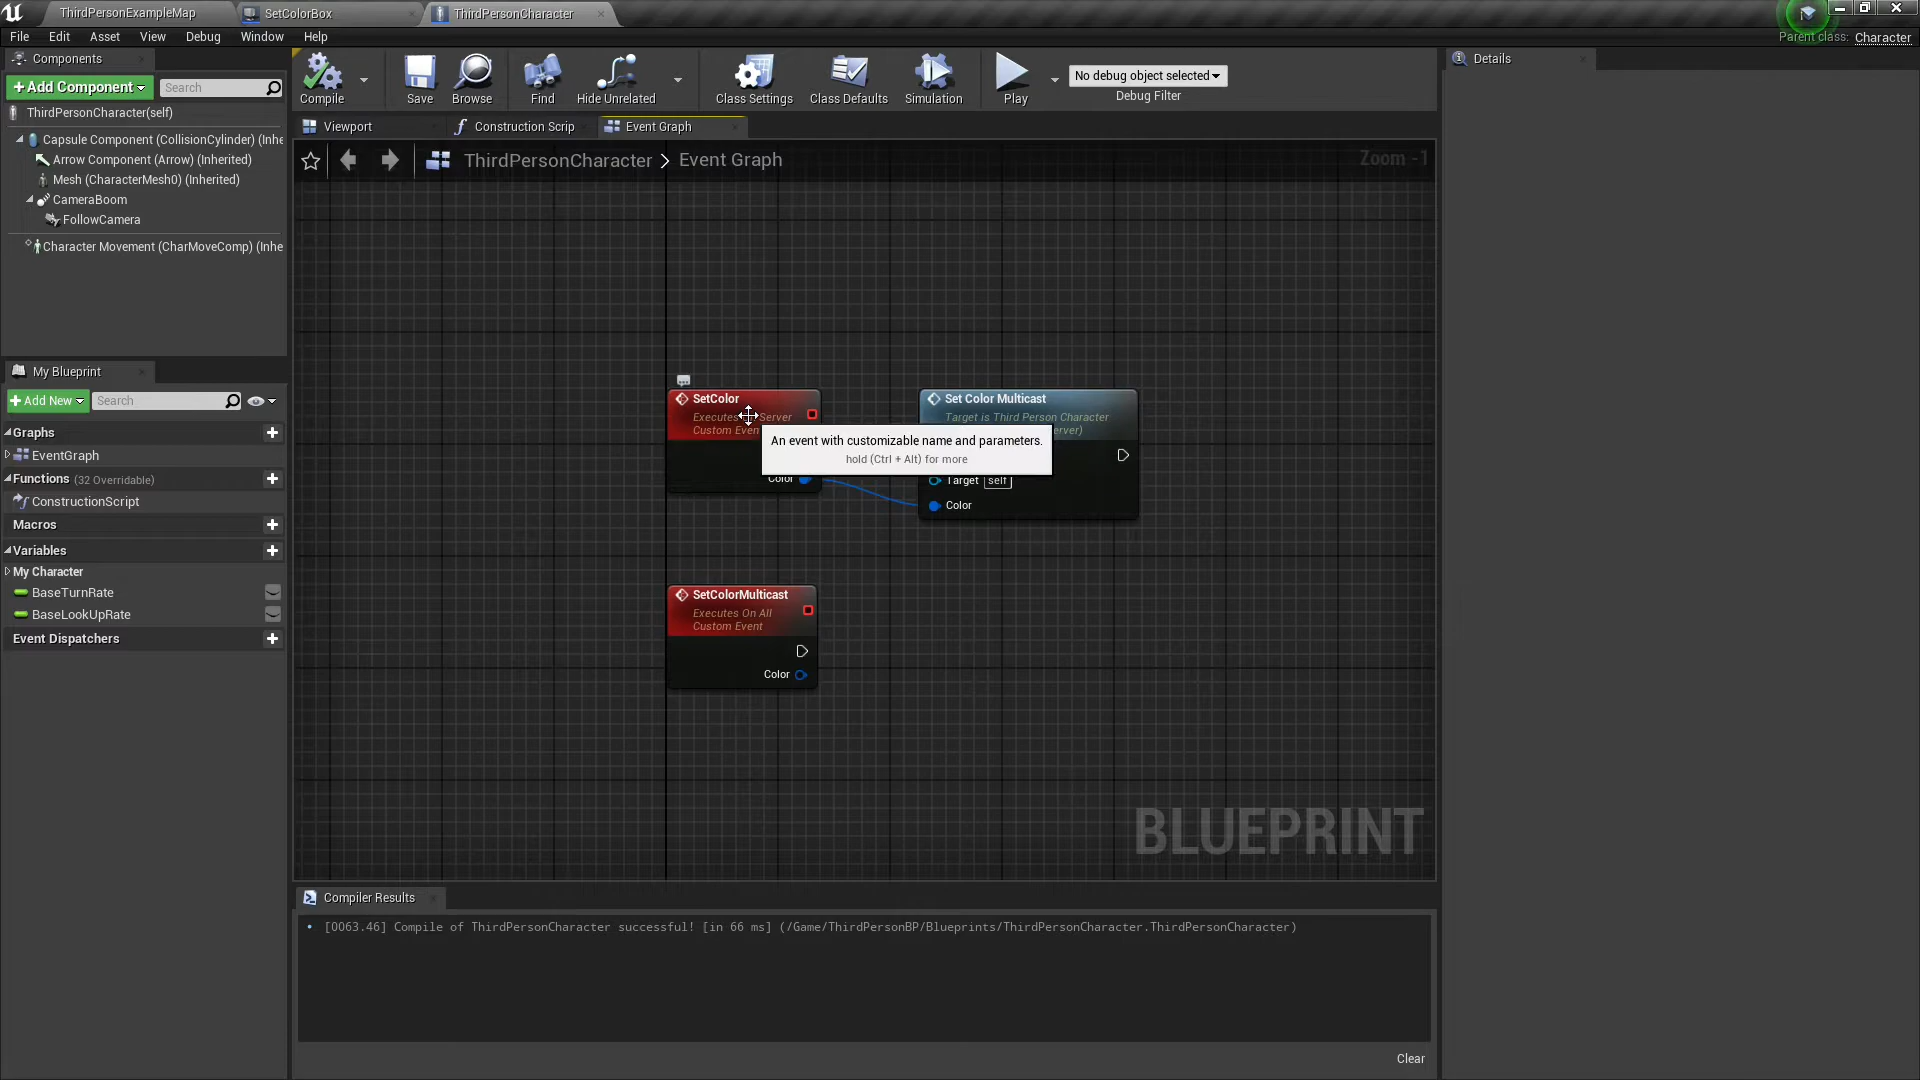 ThirdPersonExampleMap
SetColorBox
ThirdPersonCharacter
File Edit Asset View Debug Window Help
Parent class: Character
Components
+Add Component
Search
ThirdPersonCharacter(self)
Capsule Component (CollisionCylinder) (Inhe
Arrow Component (Arrow) (Inherited)
Mesh (CharacterMesh0) (Inherited)
CameraBoom
FollowCamera
Character Movement (CharMoveComp) (Inhe
Compile
Save
Browse
Find
Hide Unrelated
Class Settings
Class Defaults
Simulation
Play
No debug object selected
Debug Filter
Details
Viewport
Construction Scrip
Event Graph
ThirdPersonCharacter > Event Graph
Zoom -1
My Blueprint
+Add New
Search
Graphs
EventGraph
Functions (32 Overridable)
ConstructionScript
Macros
Variables
My Character
BaseTurnRate
BaseLookUpRate
Event Dispatchers
SetColor
Executes Server
Custom Even
Color
An event with customizable name and parameters.
hold (Ctrl + Alt) for more
Set Color Multicast
Target is Third Person Character
erver)
Target self
Color
SetColorMulticast
Executes On All
Custom Event
Color
BLUEPRINT
Compiler Results
• [0063.46] Compile of ThirdPersonCharacter successful! [in 66 ms] (/Game/ThirdPersonBP/Blueprints/ThirdPersonCharacter.ThirdPersonCharacter)
Clear